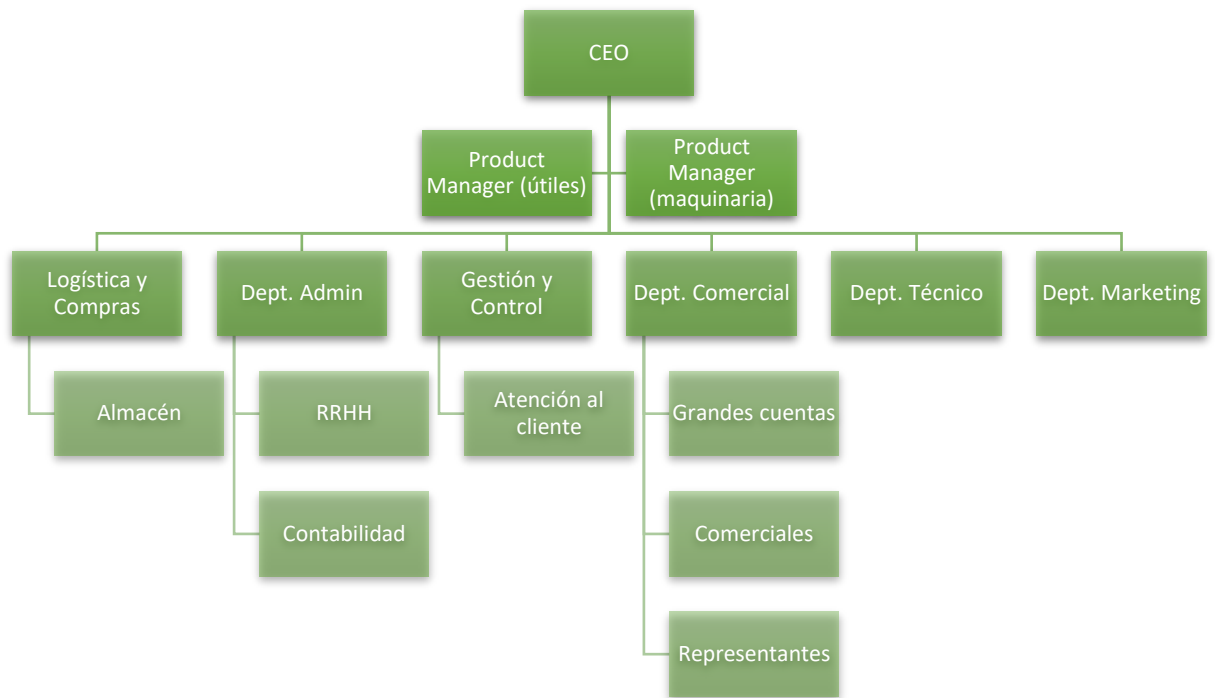 CEO
Product
Manager (útiles)
Product
Manager
(maquinaria)
Logística y
Compras
Dept. Admin
Gestión y
Control
Dept. Comercial
Dept. Técnico
Dept. Marketing
Almacén
RRHH
Atención al
cliente
Grandes cuentas
Contabilidad
Comerciales
Representantes